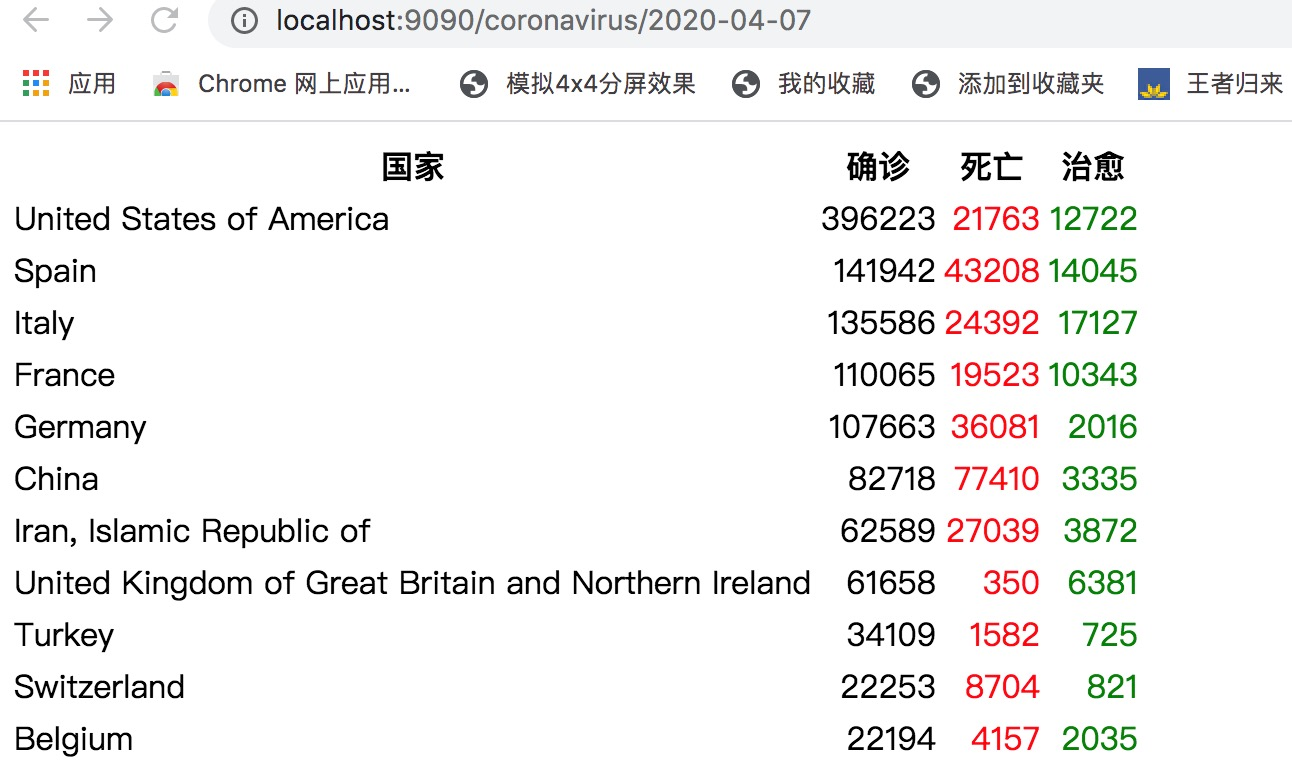 localhost:9090/coronavirus/2020-04-07
应用 Chrome 网上应用... 模拟4x4分屏效果 我的收藏 添加到收藏夹 王者归来
国家 确诊 死亡 治愈
United States of America 396223 21763 12722
Spain 141942 43208 14045
Italy 135586 24392 17127
France 110065 19523 10343
Germany 107663 36081 2016
China 82718 77410 3335
Iran, Islamic Republic of 62589 27039 3872
United Kingdom of Great Britain and Northern Ireland 61658 350 6381
Turkey 34109 1582 725
Switzerland 22253 8704 821
Belgium 22194 4157 2035